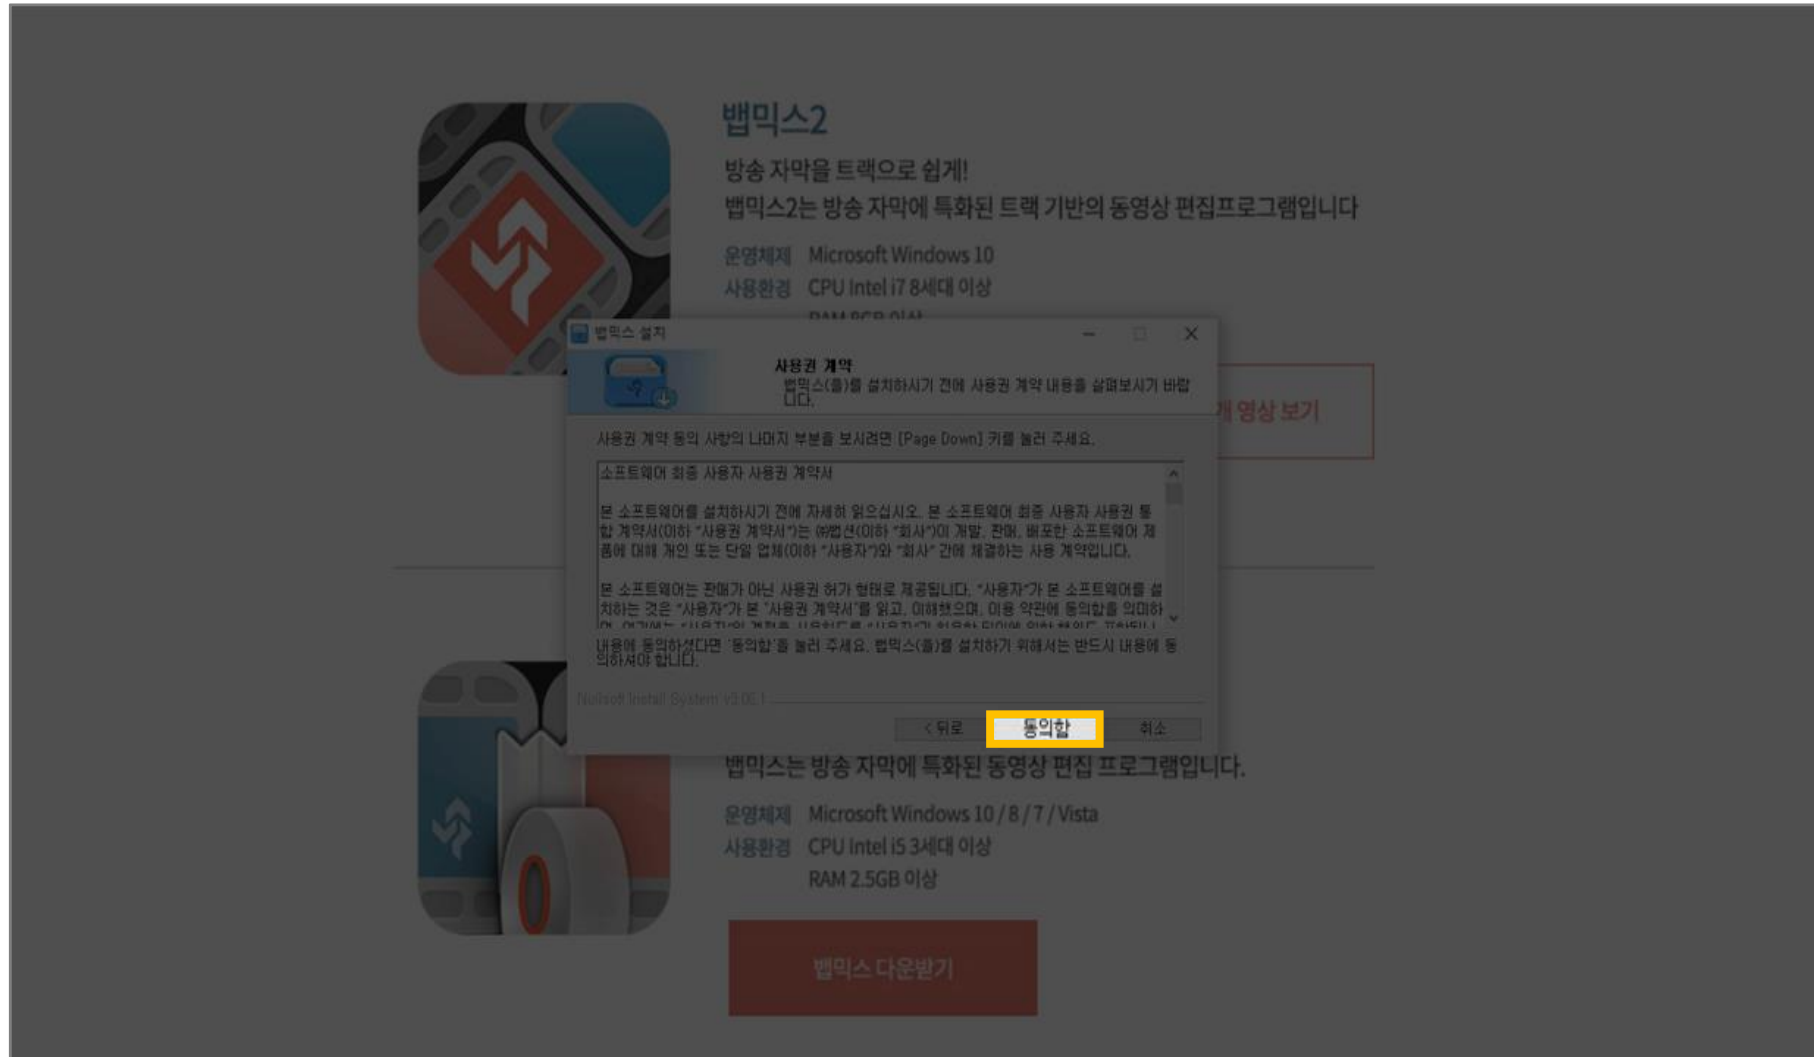 뱁믹스2
방송 자막을 트랙으로 쉽게!
뱁믹스2는 방송 자막에 특화된 트랙 기반의 동영상 편집프로그램입니다
운영체제 Microsoft Windows 10
사용환경 CPU Intel i7 8세대 이상
RAM 8GB 이상
뱁믹스 설치
사용권 계약
뱁믹스(을)를 설치하시기 전에 사용권 계약 내용을 살펴보시기 바랍
니다.
개 영상 보기
사용권 계약 동의 사항의 나머지 부분을 보시려면 [Page Down] 키를 눌러 주세요.
소프트웨어 최종 사용자 사용권 계약서
본 소프트웨어를 설치하시기 전에 자세히 읽으십시오. 본 소프트웨어 최종 사용자 사용권 통
합 계약서(이하 "사용권 계약서")는 ㈜뱁션(이하 "회사")이 개발, 판매, 배포한 소프트웨어 제
품에 대해 개인 또는 단일 업체(이하 "사용자")와 "회사" 간에 체결하는 사용 계약입니다.
본 소프트웨어는 판매가 아닌 사용권 허가 형태로 제공됩니다. "사용자"가 본 소프트웨어를 설
치하는 것은 "사용자"가 본 '사용권 계약서'를 읽고, 이해했으며, 이용 약관에 동의함을 의미하
내용에 동의하셨다면 '동의함'을 눌러 주세요. 뱁믹스(을)를 설치하기 위해서는 반드시 내용에 동
의하셔야 합니다.
Nullsoft Install System v3.06.1
< 뒤로 동의함 취소
뱁믹스는 방송 자막에 특화된 동영상 편집 프로그램입니다.
운영체제 Microsoft Windows 10 / 8 / 7 / Vista
사용환경 CPU Intel i5 3세대 이상
RAM 2.5GB 이상
뱁믹스 다운받기